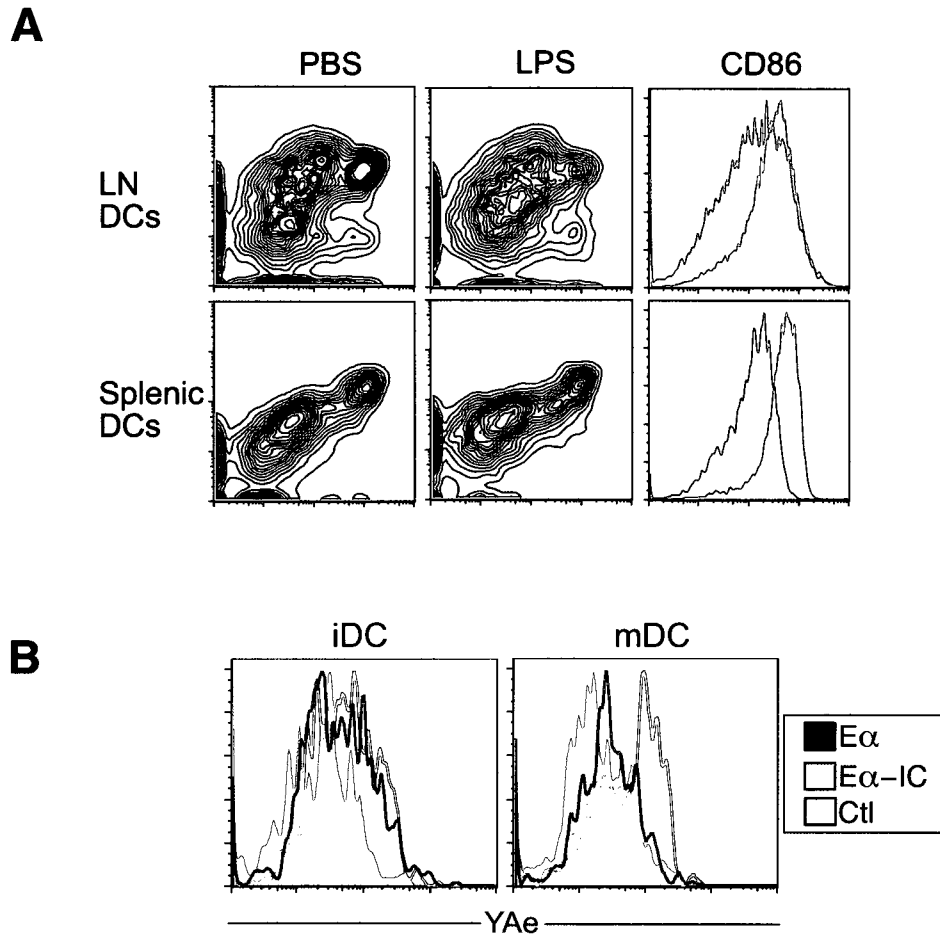 A
PBS
LPS
CD86
LN
DCs
Splenic
DCs
B
iDC
mDC
Eα
Eα-IC
Ctl
YAe